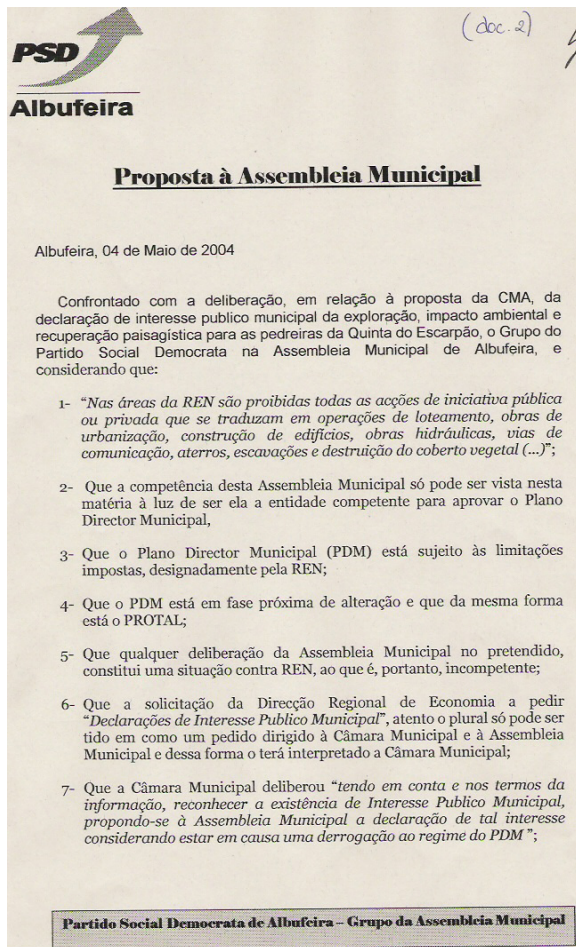 (doc. 2)
PSD
Albufeira
Proposta à Assembleia Municipal
Albufeira, 04 de Maio de 2004
Confrontado com a deliberação, em relação à proposta da CMA, da
declaração de interesse publico municipal da exploração, impacto ambiental e
recuperação paisagística para as pedreiras da Quinta do Escarpão, o Grupo do
Partido Social Democrata na Assembleia Municipal de Albufeira, e
considerando que:
1- "Nas áreas da REN são proibidas todas as acções de iniciativa pública
ou privada que se traduzam em operações de loteamento, obras de
urbanização, construção de edifícios, obras hidráulicas, vias de
comunicação, aterros, escavações e destruição do coberto vegetal (...)";
2- Que a competência desta Assembleia Municipal só pode ser vista nesta
matéria à luz de ser ela a entidade competente para aprovar o Plano
Director Municipal,
3- Que o Plano Director Municipal (PDM) está sujeito às limitações
impostas, designadamente pela REN;
4- Que o PDM está em fase próxima de alteração e que da mesma forma
está o PROTAL;
5- Que qualquer deliberação da Assembleia Municipal no pretendido,
constitui uma situação contra REN, ao que é, portanto, incompetente;
6- Que a solicitação da Direcção Regional de Economia a pedir
"Declarações de Interesse Publico Municipal", atento o plural só pode ser
tido em como um pedido dirigido à Câmara Municipal e à Assembleia
Municipal e dessa forma o terá interpretado a Câmara Municipal;
7- Que a Câmara Municipal deliberou "tendo em conta e nos termos da
informação, reconhecer a existência de Interesse Publico Municipal,
propondo-se à Assembleia Municipal a declaração de tal interesse
considerando estar em causa uma derrogação ao regime do PDM ";
Partido Social Democrata de Albufeira – Grupo da Assembleia Municipal